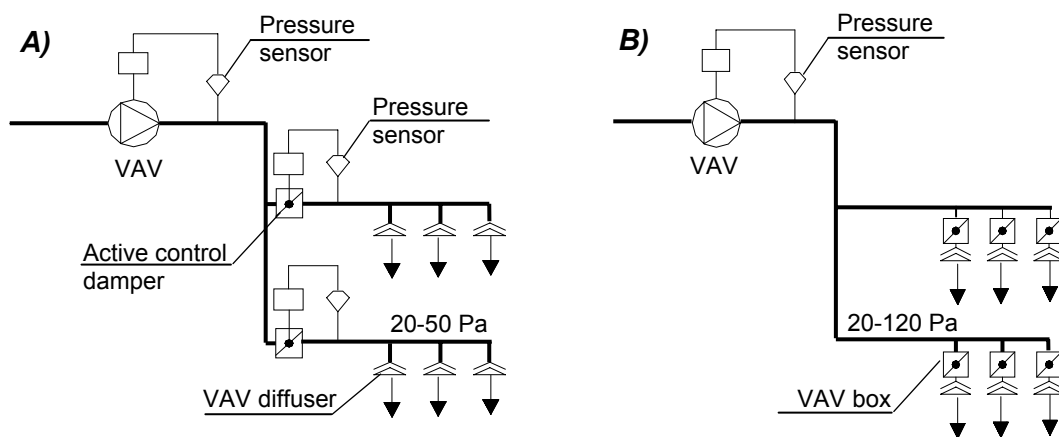 A)
Pressure
sensor
VAV
Pressure
sensor
Active control
damper
20-50 Pa
VAV diffuser
B)
Pressure
sensor
VAV
20-120 Pa
VAV box